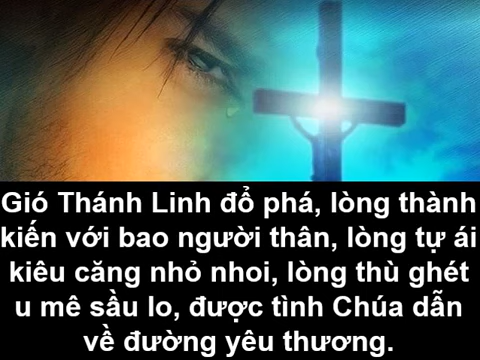 Gió Thánh Linh đổ phá, lòng thành
kiến với bao người thân, lòng tự ái
kiêu căng nhỏ nhoi, lòng thù ghét
u mê sầu lo, được tình Chúa dẫn
về đường yêu thương.